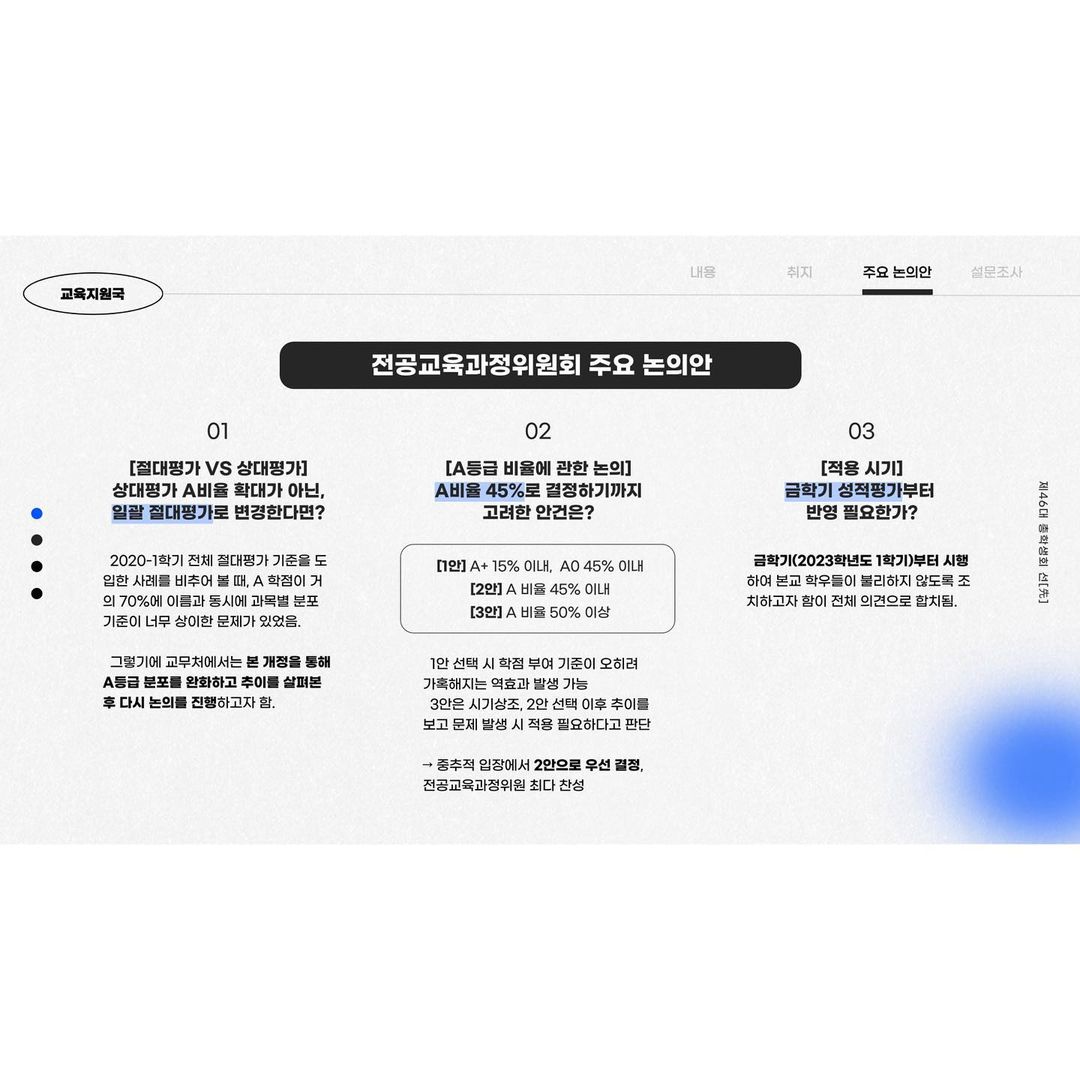 교육지원국
내용
취지
주요 논의안
설문조사
전공교육과정위원회 주요 논의안
01
[절대평가 VS 상대평가]
상대평가 A비율 확대가 아닌,
일괄 절대평가로 변경한다면?
2020-1학기 전체 절대평가 기준을 도
입한 사례를 비추어 볼 때, A 학점이 거
의 70%에 이름과 동시에 과목별 분포
기준이 너무 상이한 문제가 있었음.
그렇기에 교무처에서는 본 개정을 통해
A등급 분포를 완화하고 추이를 살펴본
후 다시 논의를 진행하고자 함.
02
[A등급 비율에 관한 논의]
A비율 45%로 결정하기까지
고려한 안건은?
[1안] A+ 15% 이내, A0 45% 이내
[2안] A 비율 45% 이내
[3안] A 비율 50% 이상
1안 선택 시 학점 부여 기준이 오히려
가혹해지는 역효과 발생 가능
3안은 시기상조, 2안 선택 이후 추이를
보고 문제 발생 시 적용 필요하다고 판단
→ 중추적 입장에서 2안으로 우선 결정,
전공교육과정위원 최다 찬성
03
[적용 시기]
금학기 성적평가부터
반영 필요한가?
금학기(2023학년도 1학기)부터 시행
하여 본교 학우들이 불리하지 않도록 조
치하고자 함이 전체 의견으로 합치됨.
제46대 총학생회 선[先]